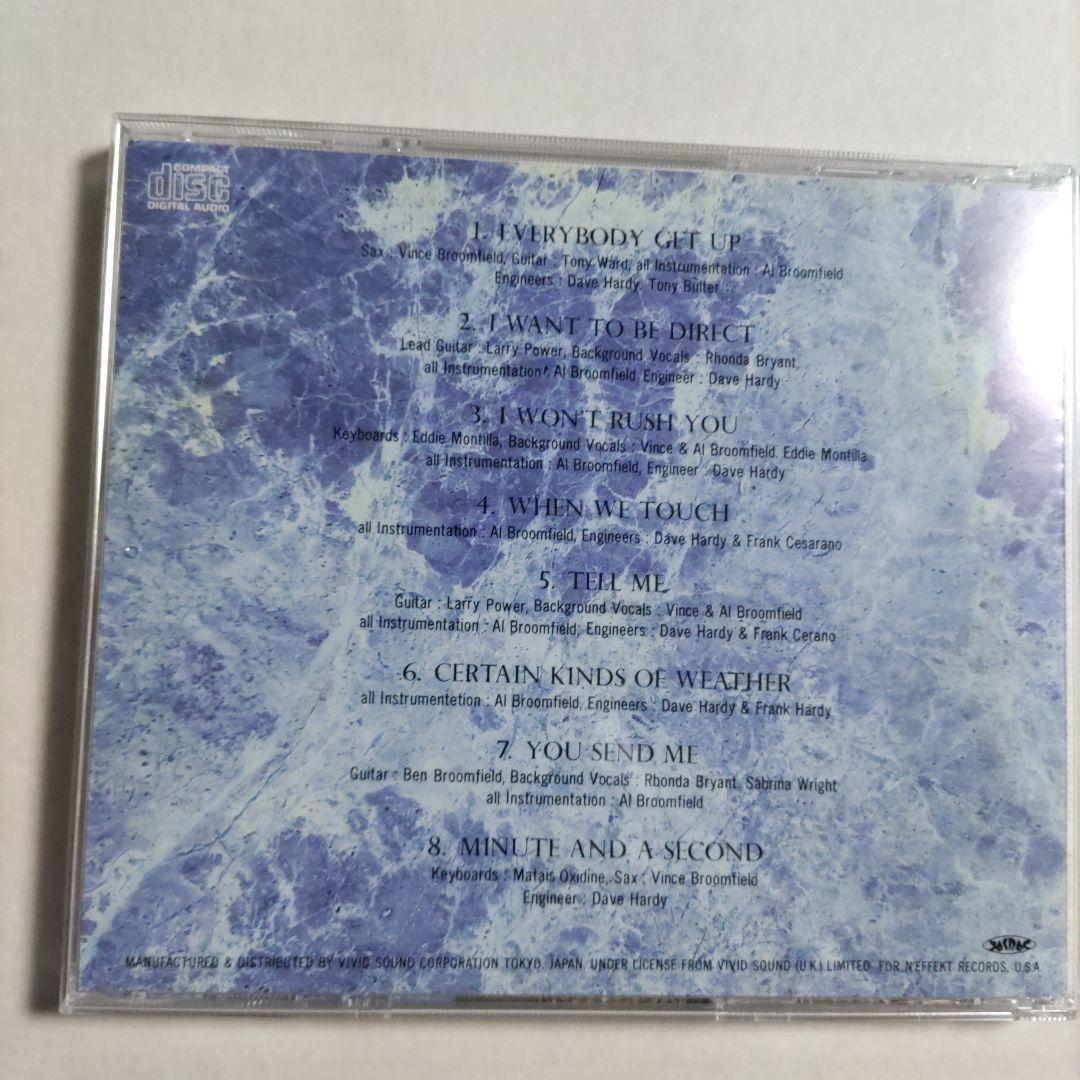 COMPACT
disc
DIGITAL AUDIO
1. EVERYBODY GET UP
Sax : Vince Broomfield, Guitar : Tony Ward, all Instrumentation : Al Broomfield
Engineers : Dave Hardy. Tony Butler
2. I WANT TO BE DIRECT
Lead Guitar : Larry Power, Background Vocals : Rhonda Bryant,
all Instrumentation : Al Broomfield Engineer : Dave Hardy
3. I WON'T RUSH YOU
Keyboards : Eddie Montilla, Background Vocals : Vince & Al Broomfield. Eddie Montilla
all Instrumentation : Al Broomfield, Engineer : Dave Hardy
4. WHEN WE TOUCH
all Instrumentation : Al Broomfield, Engineers : Dave Hardy & Frank Cesarano
5. TELL ME
Guitar : Larry Power, Background Vocals : Vince & Al Broomfield
all Instrumentation : Al Broomfield, Engineers : Dave Hardy & Frank Cerano
6. CERTAIN KINDS OF WEATHER
all Instrumentetion : Al Broomfield, Engineers : Dave Hardy & Frank Hardy
7. YOU SEND ME
Guitar : Ben Broomfield, Background Vocals : Rhonda Bryant. Sabrina Wright
all Instrumentation : Al Broomfield
8. MINUTE AND A SECOND
Keyboards : Matais Oxidine, Sax : Vince Broomfield
Engineer : Dave Hardy
JASRAC
MANUFACTURED & DISTRIBUTED BY VIVID SOUND CORPORATION TOKYO, JAPAN. UNDER LICENSE FROM VIVID SOUND (U.K.) LIMITED FOR N'EFFEKT RECORDS, U.S.A.